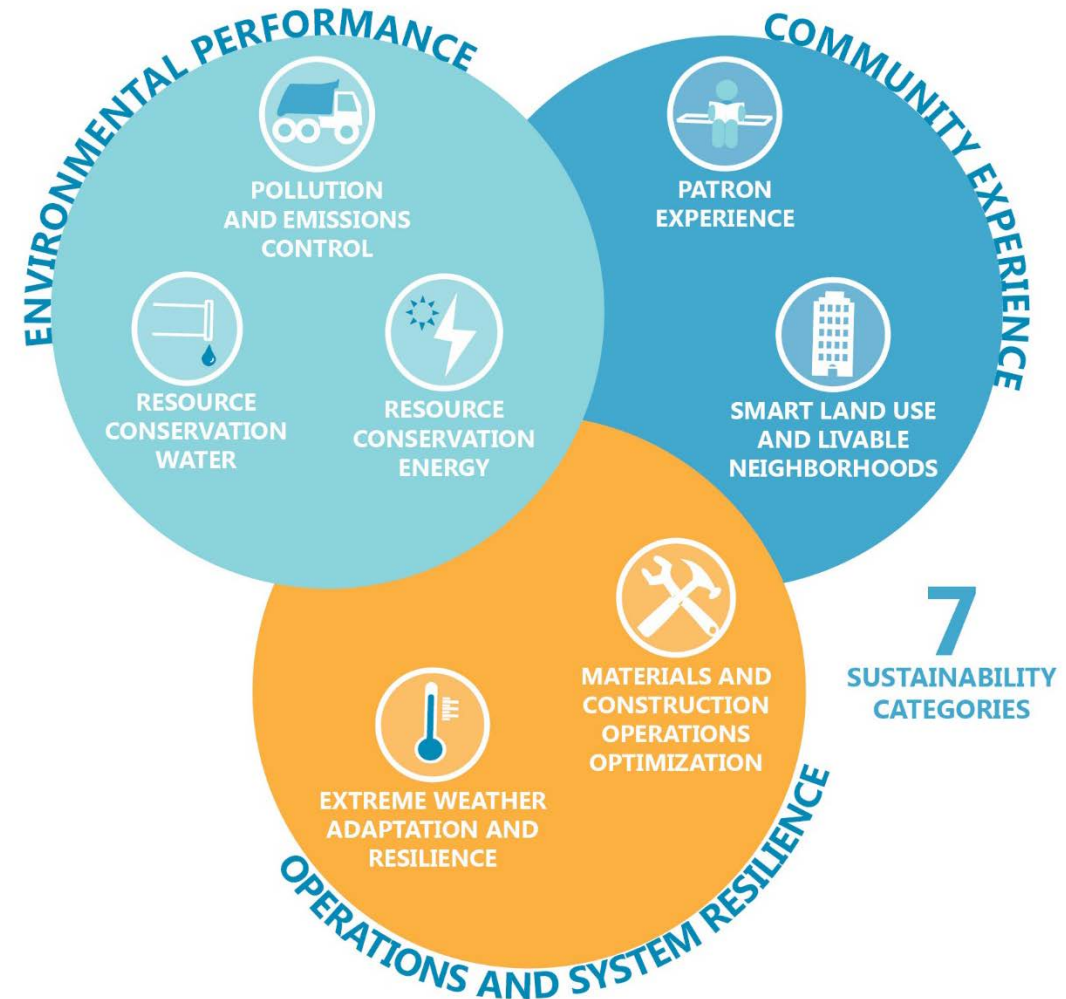 ENVIRONMENTAL PERFORMANCE
POLLUTION
AND EMISSIONS
CONTROL
RESOURCE
CONSERVATION
WATER
RESOURCE
CONSERVATION
ENERGY
COMMUNITY EXPERIENCE
PATRON
EXPERIENCE
SMART LAND USE
AND LIVABLE
NEIGHBORHOODS
MATERIALS AND
CONSTRUCTION
OPERATIONS
OPTIMIZATION
EXTREME WEATHER
ADAPTATION AND
RESILIENCE
OPERATIONS AND SYSTEM RESILIENCE
7
SUSTAINABILITY
CATEGORIES